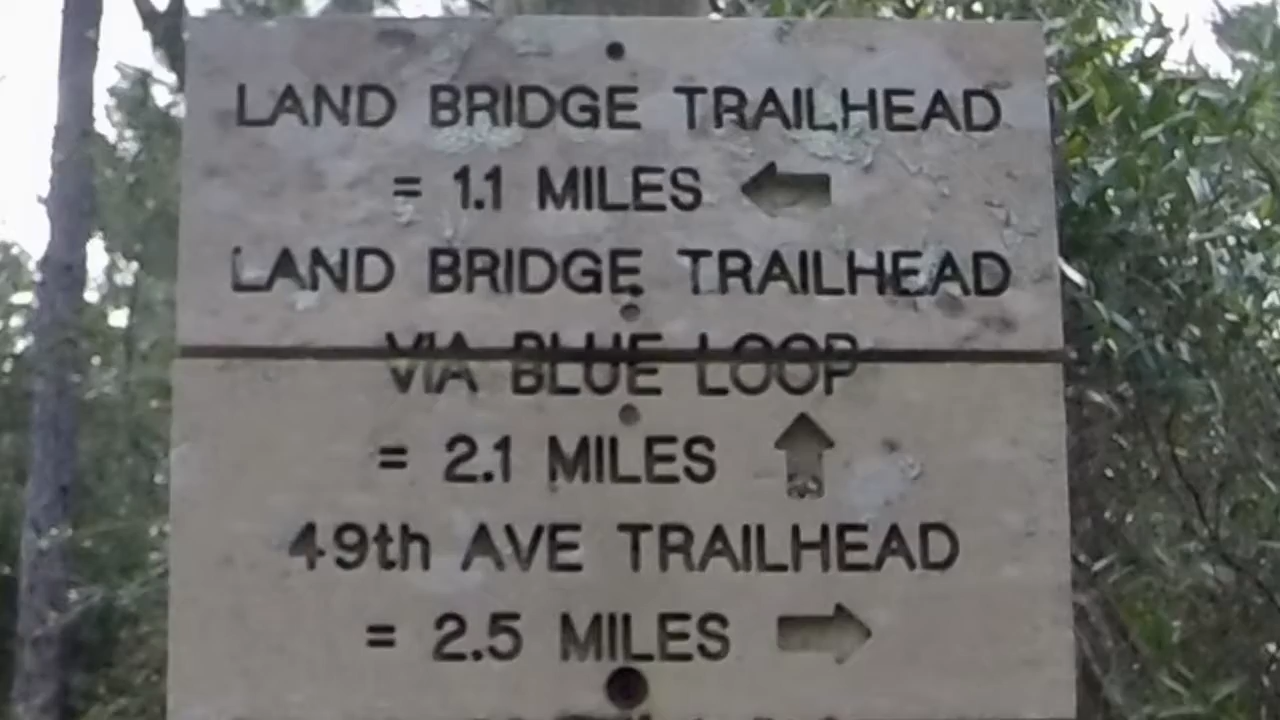 LAND BRIDGE TRAILHEAD
= 1.1 MILES
LAND BRIDGE TRAILHEAD
VIA BLUE LOOP
= 2.1 MILES
49th AVE TRAILHEAD
= 2.5 MILES